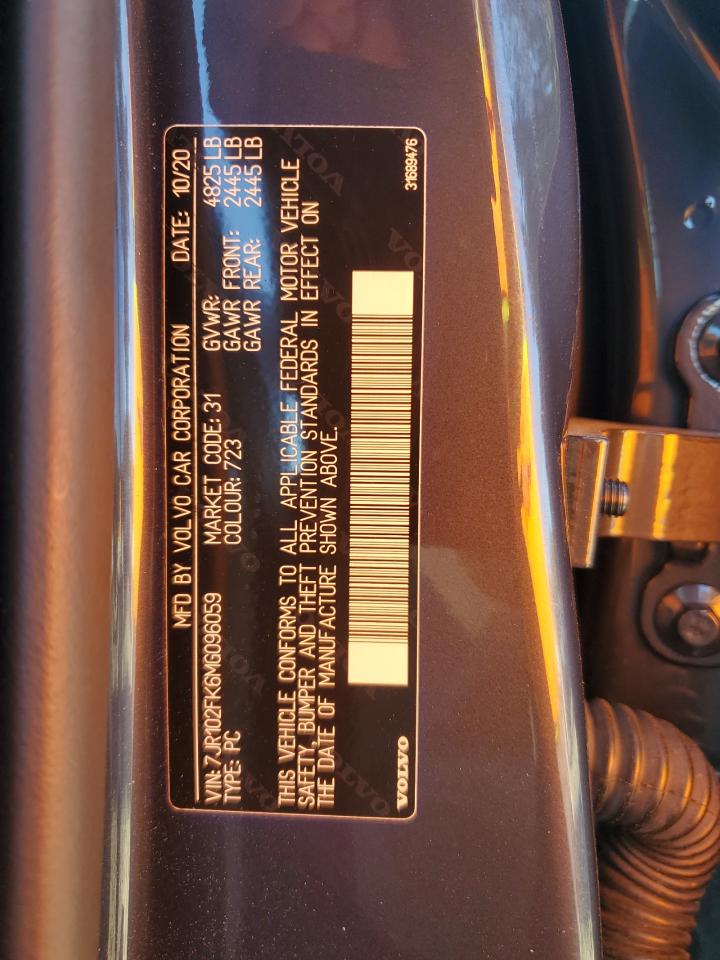 MFD BY VOLVO CAR CORPORATION DATE: 10/20
VIN: 7JR102FK6MG096059 MARKET CODE: 31 GVWR: 4825 LB
TYPE: PC COLOUR: 723 GAWR FRONT: 2445 LB
GAWR REAR: 2445 LB
THIS VEHICLE CONFORMS TO ALL APPLICABLE FEDERAL MOTOR VEHICLE
SAFETY, BUMPER AND THEFT PREVENTION STANDARDS IN EFFECT ON
THE DATE OF MANUFACTURE SHOWN ABOVE.
VOLVO 31689476